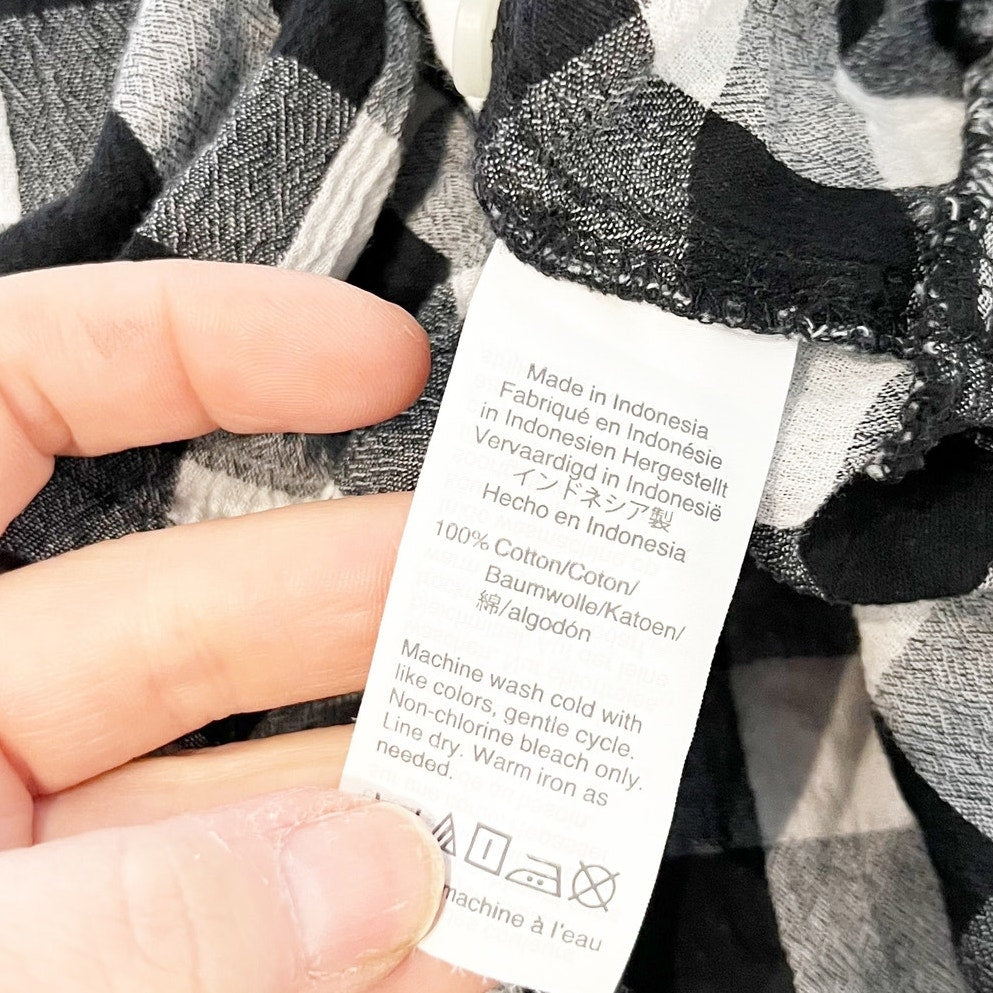 Made in Indonesia
Fabriqué en Indonésie
in Indonesien Hergestellt
Vervaardigd in Indonesië
インドネシア製
Hecho en Indonesia
100% Cotton/Coton/
Baumwolle/Katoen/
綿/algodón
Machine wash cold with
like colors, gentle cycle.
Non-chlorine bleach only.
Line dry. Warm iron as
needed.
machine à l'eau